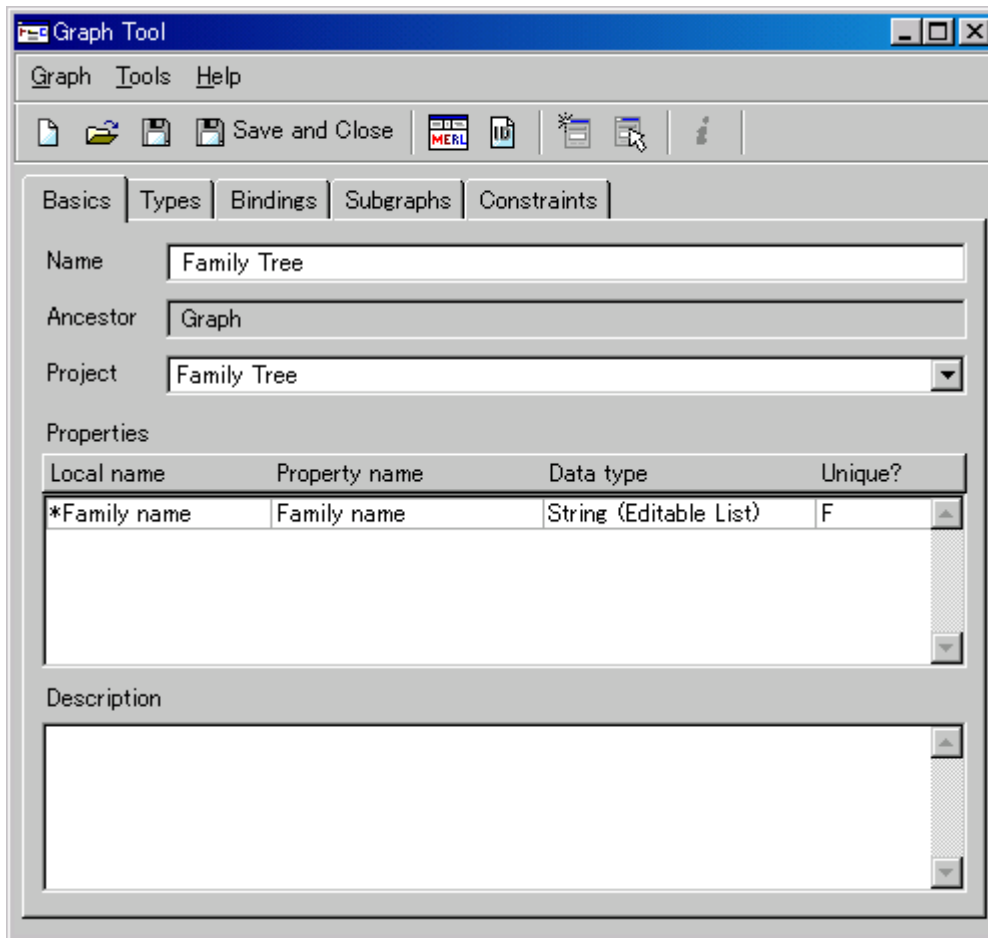 Graph Tool
Graph Tools Help
Save and Close MERL ID
Basics Types Bindings Subgraphs Constraints
Name Family Tree
Ancestor Graph
Project Family Tree
Properties
Local name Property name Data type Unique?
*Family name Family name String (Editable List) F
Description